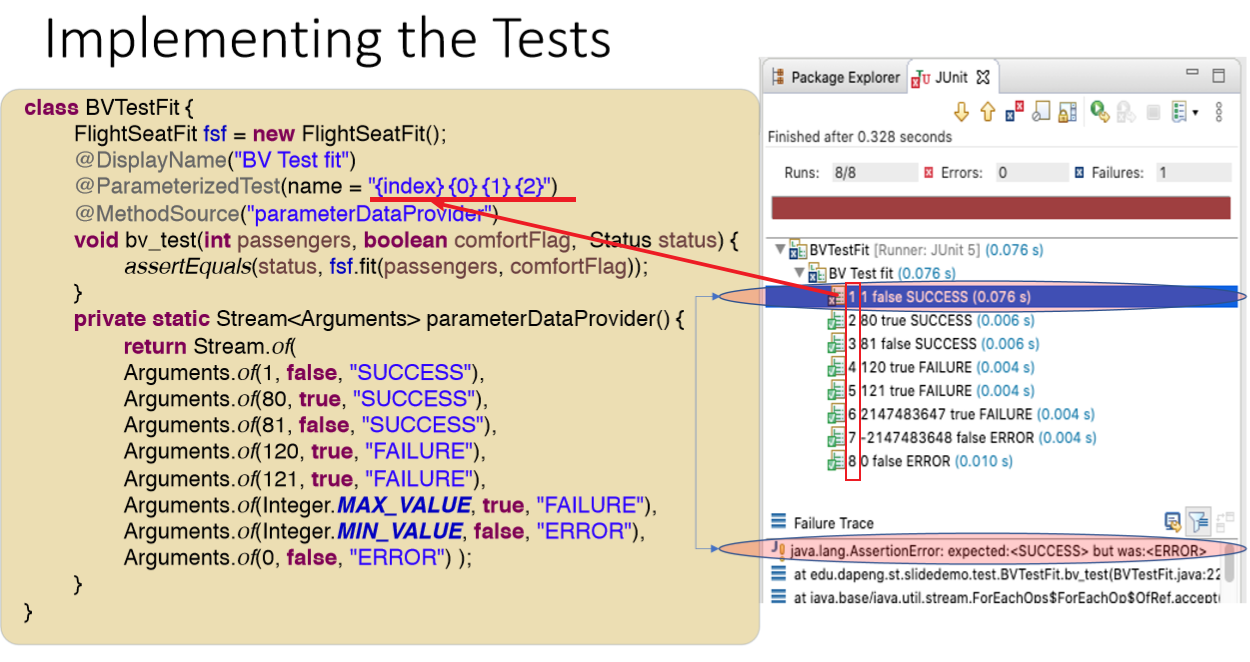 Implementing the Tests
class BVTestFit {
FlightSeatFit fsf = new FlightSeatFit();
@DisplayName("BV Test fit")
@ParameterizedTest(name = "{index} {0} {1} {2}")
@MethodSource("parameterDataProvider")
void bv_test(int passengers, boolean comfortFlag, Status status) {
assertEquals(status, fsf.fit(passengers, comfortFlag));
}
private static Stream<Arguments> parameterDataProvider() {
return Stream.of(
Arguments.of(1, false, "SUCCESS"),
Arguments.of(80, true, "SUCCESS"),
Arguments.of(81, false, "SUCCESS"),
Arguments.of(120, true, "FAILURE"),
Arguments.of(121, true, "FAILURE"),
Arguments.of(Integer.MAX_VALUE, true, "FAILURE"),
Arguments.of(Integer.MIN_VALUE, false, "ERROR"),
Arguments.of(0, false, "ERROR") );
}
}
Package Explorer JUnit
Finished after 0.328 seconds
Runs: 8/8 Errors: 0 Failures: 1
BVTestFit [Runner: JUnit 5] (0.076 s)
BV Test fit (0.076 s)
1 1 false SUCCESS (0.076 s)
2 80 true SUCCESS (0.006 s)
3 81 false SUCCESS (0.006 s)
4 120 true FAILURE (0.004 s)
5 121 true FAILURE (0.004 s)
6 2147483647 true FAILURE (0.004 s)
7 -2147483648 false ERROR (0.004 s)
8 0 false ERROR (0.010 s)
Failure Trace
java.lang.AssertionError: expected:<SUCCESS> but was:<ERROR>
at edu.dapeng.st.slidedemo.test.BVTestFit.bv_test(BVTestFit.java:22
at java.base/java.util.stream.ForEachOps$ForEachOp$OfRef.accept(